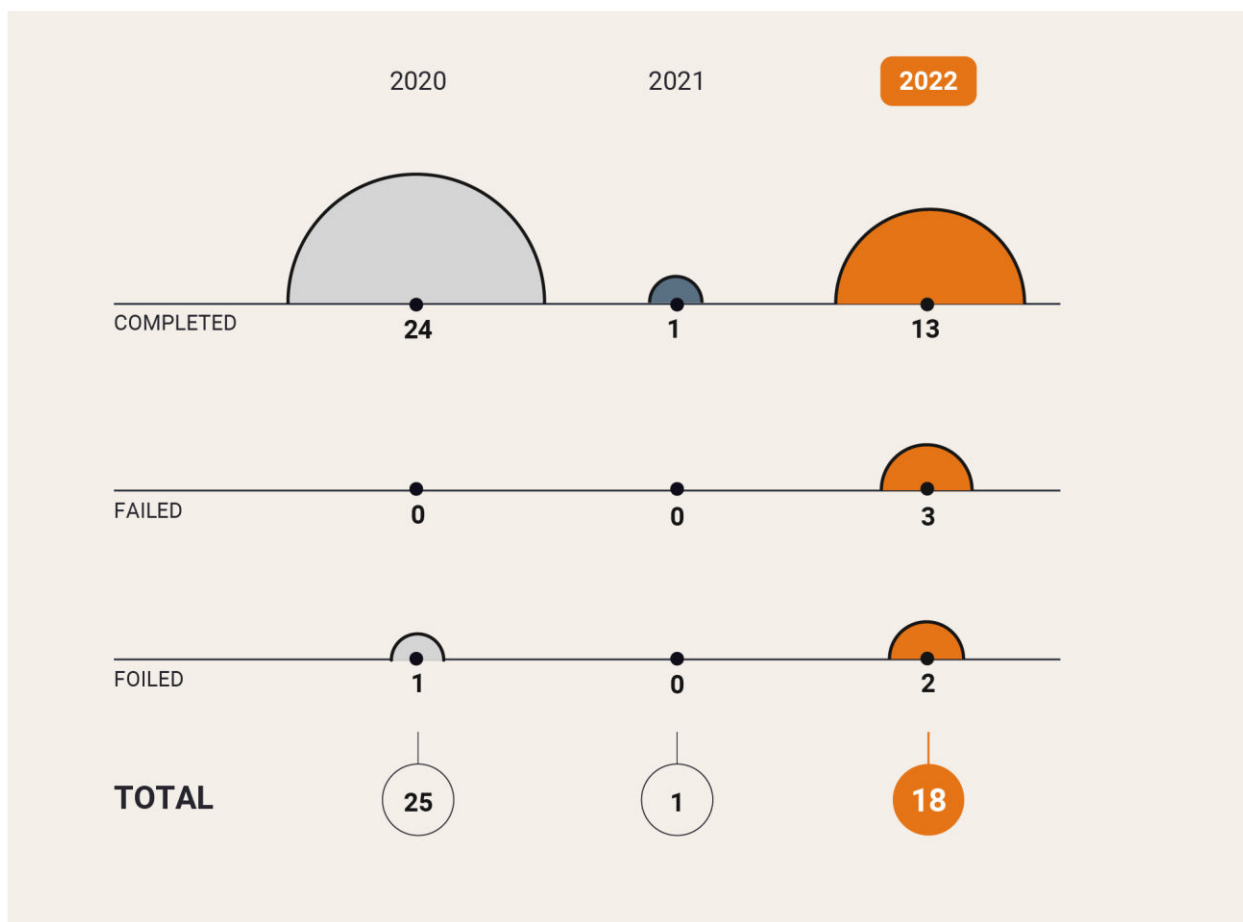 2020 2021 2022
COMPLETED 24 1 13
FAILED 0 0 3
FOILED 1 0 2
TOTAL 25 1 18